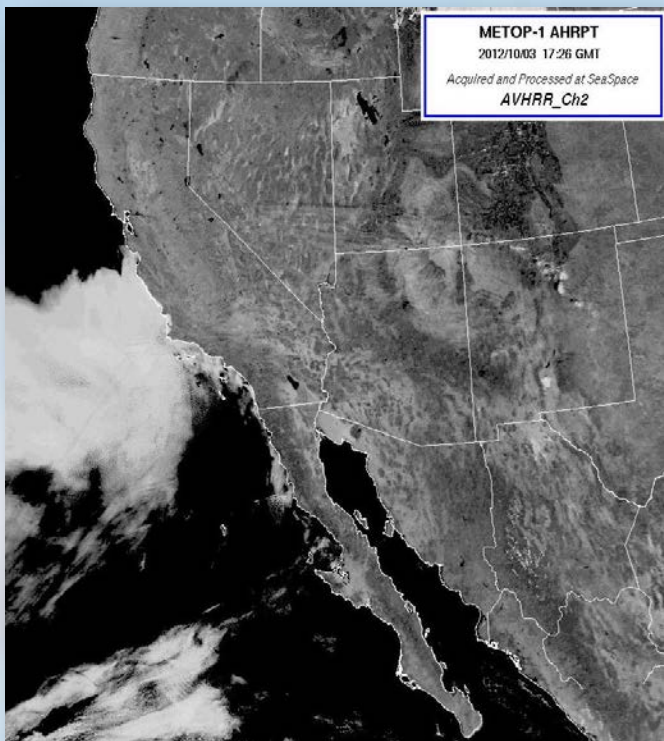 METOP-1 AHRPT
2012/10/03 17:26 GMT
Acquired and Processed at SeaSpace
AVHRR_Ch2